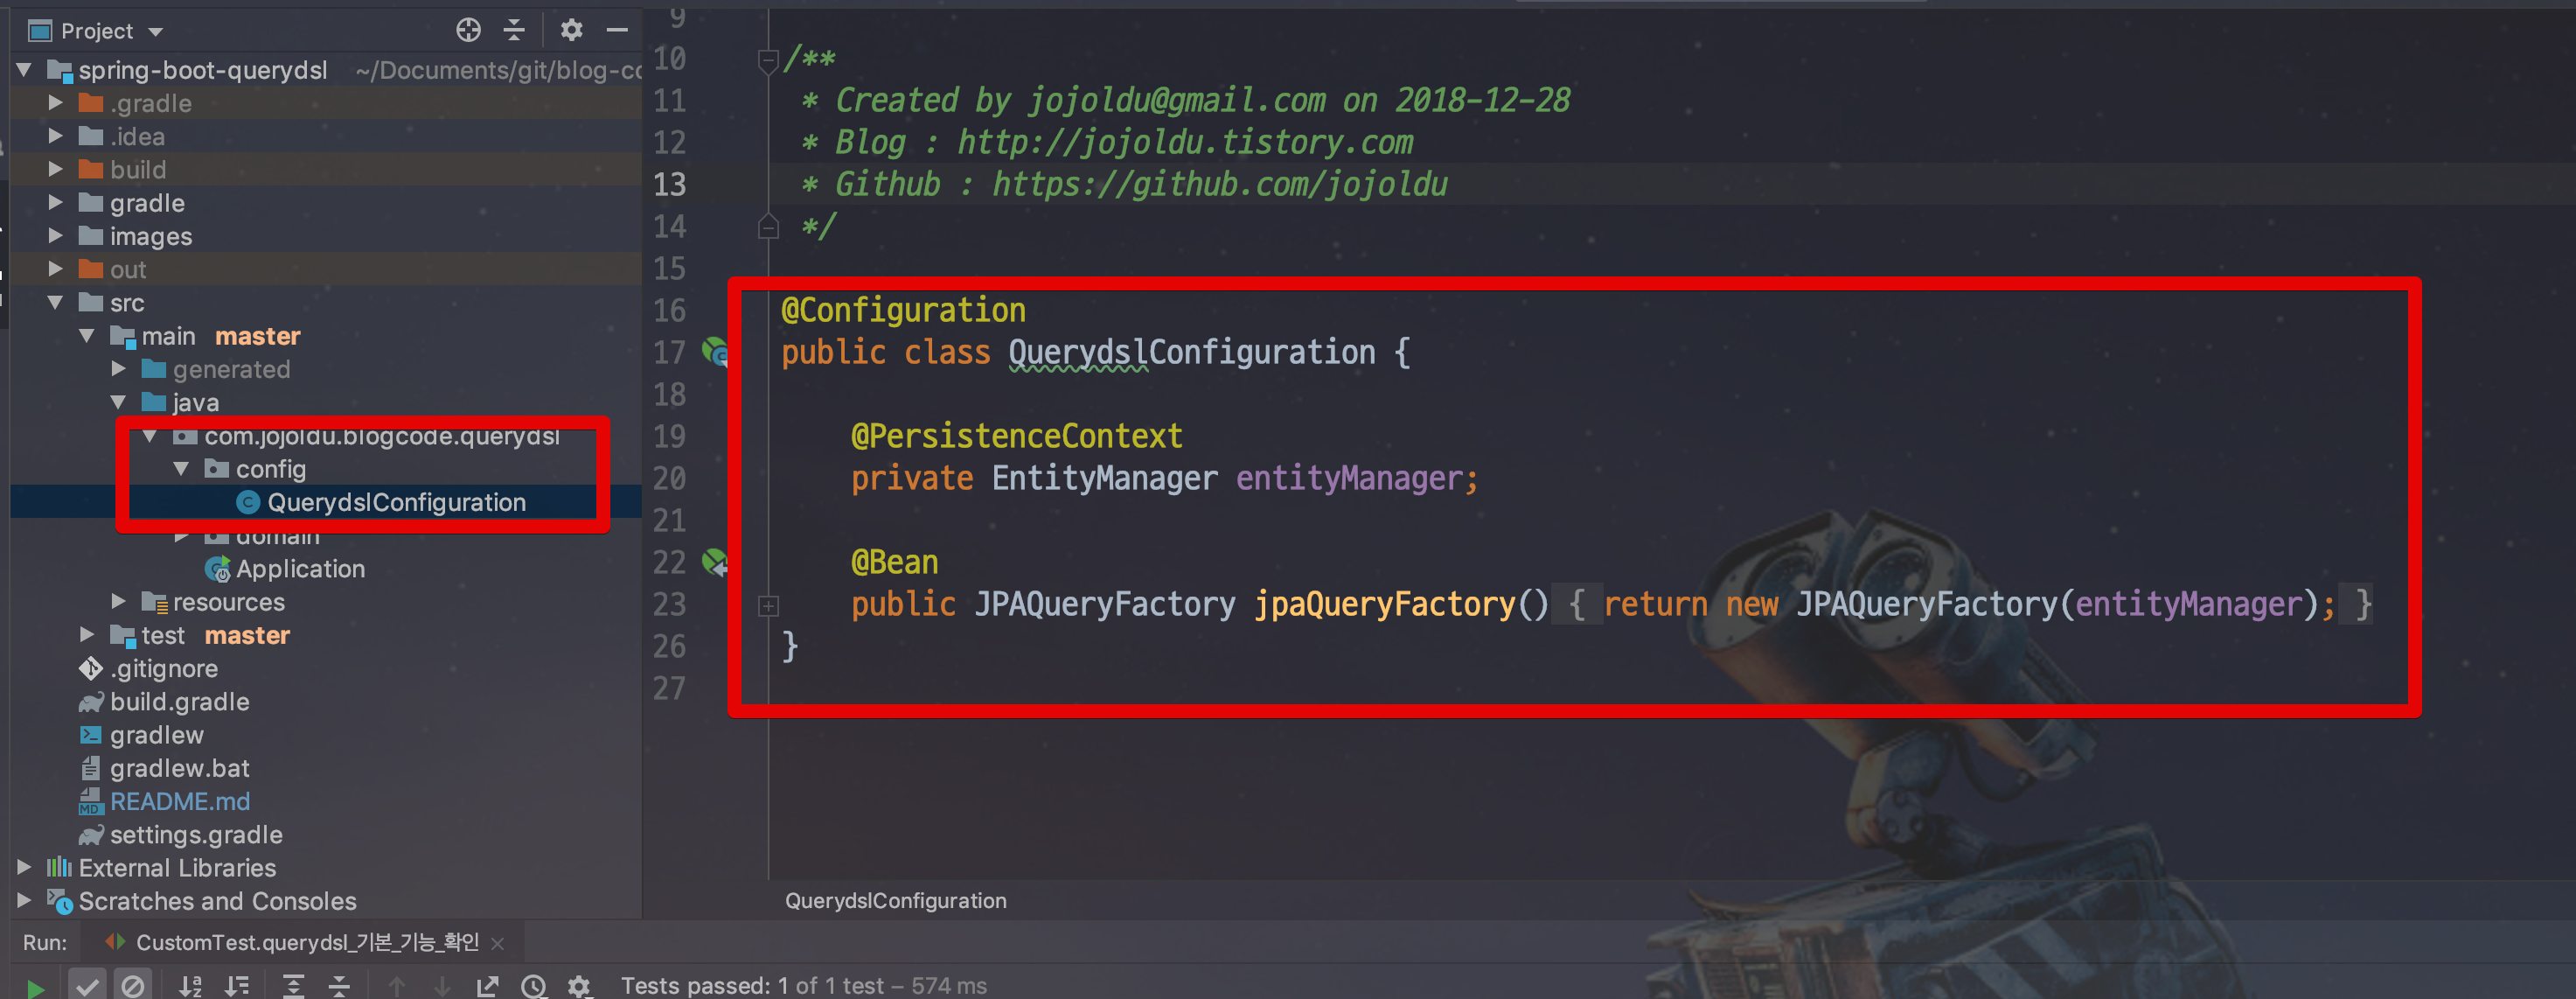 Project
spring-boot-querydsl ~/Documents/git/blog-co
.gradle
.idea
build
gradle
images
out
src
main master
generated
java
com.jojoldu.blogcode.querydsl
config
QuerydslConfiguration
domain
Application
resources
test master
.gitignore
build.gradle
gradlew
gradlew.bat
README.md
settings.gradle
External Libraries
Scratches and Consoles
9
10 /**
11 * Created by jojoldu@gmail.com on 2018-12-28
12 * Blog : http://jojoldu.tistory.com
13 * Github : https://github.com/jojoldu
14 */
15
16 @Configuration
17 public class QuerydslConfiguration {
18
19 @PersistenceContext
20 private EntityManager entityManager;
21
22 @Bean
23 public JPAQueryFactory jpaQueryFactory() { return new JPAQueryFactory(entityManager); }
26 }
27
QuerydslConfiguration
Run: CustomTest.querydsl_기본_기능_확인
Tests passed: 1 of 1 test – 574 ms